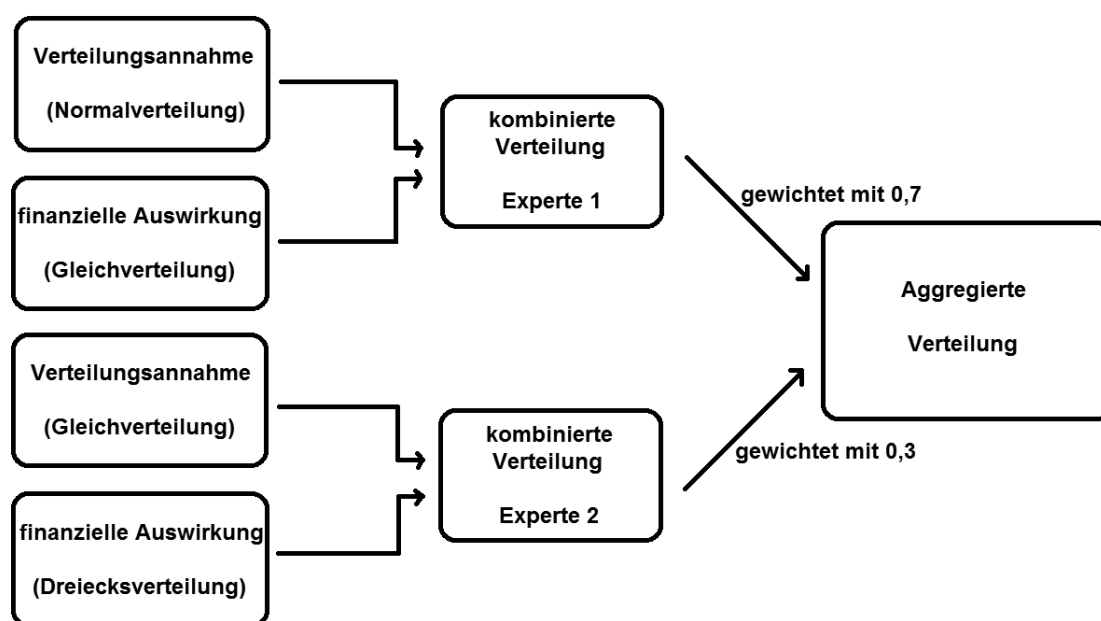 Verteilungsannahme
(Normalverteilung)
finanzielle Auswirkung
(Gleichverteilung)
kombinierte
Verteilung
Experte 1
gewichtet mit 0,7
Verteilungsannahme
(Gleichverteilung)
finanzielle Auswirkung
(Dreiecksverteilung)
kombinierte
Verteilung
Experte 2
gewichtet mit 0,3
Aggregierte
Verteilung